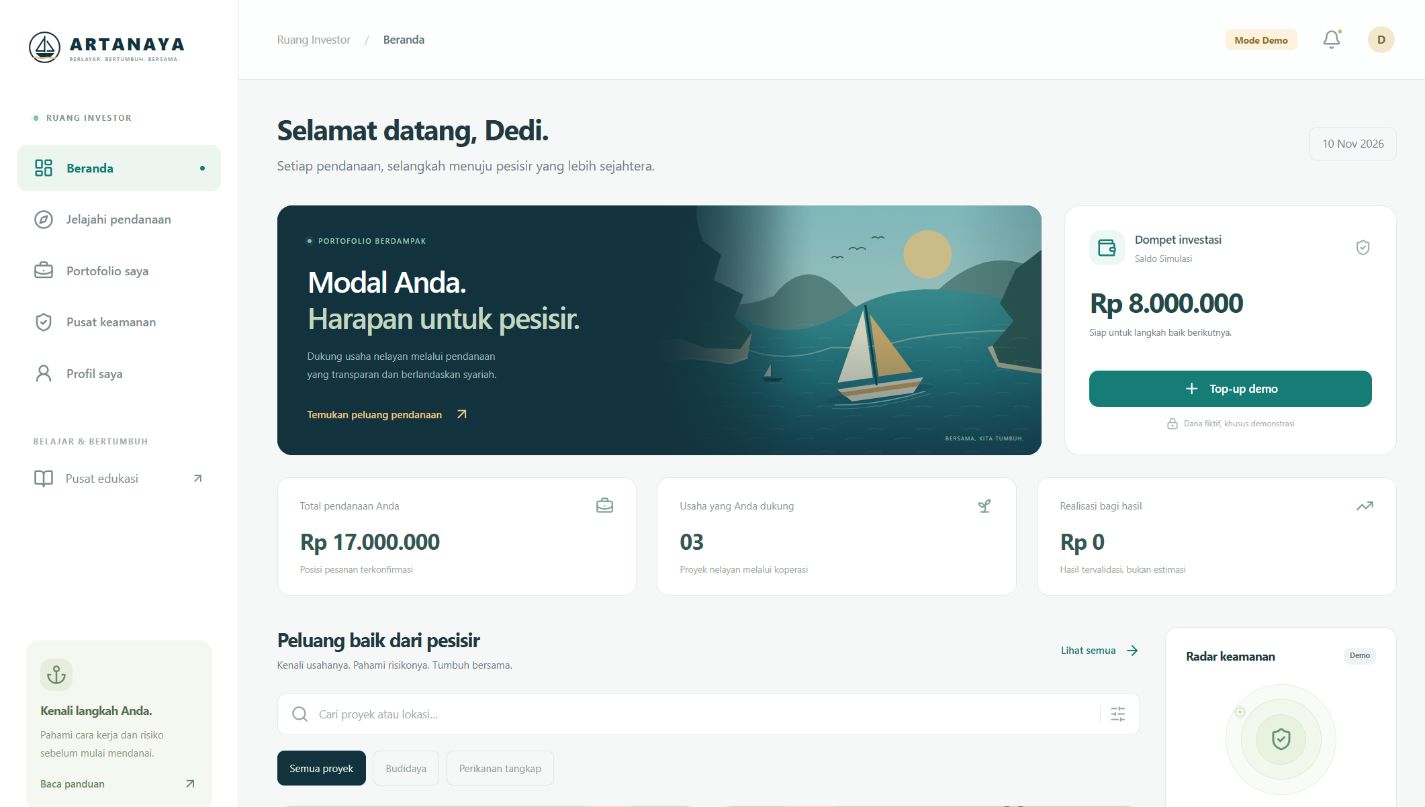 ARTANAYA
BERLAYAR. BERTUMBUH. BERSAMA.
RUANG INVESTOR
Beranda
Jelajahi pendanaan
Portofolio saya
Pusat keamanan
Profil saya
BELAJAR & BERTUMBUH
Pusat edukasi
Kenali langkah Anda.
Pahami cara kerja dan risiko
sebelum mulai mendanai.
Baca panduan
Ruang Investor / Beranda
Mode Demo
D
Selamat datang, Dedi.
Setiap pendanaan, selangkah menuju pesisir yang lebih sejahtera.
10 Nov 2026
PORTOFOLIO BERDAMPAK
Modal Anda.
Harapan untuk pesisir.
Dukung usaha nelayan melalui pendanaan
yang transparan dan berlandaskan syariah.
Temukan peluang pendanaan
BERSAMA, KITA TUMBUH.
Dompet investasi
Saldo Simulasi
Rp 8.000.000
Siap untuk langkah baik berikutnya.
Top-up demo
Dana fiktif, khusus demonstrasi
Total pendanaan Anda
Rp 17.000.000
Posisi pesanan terkonfirmasi
Usaha yang Anda dukung
03
Proyek nelayan melalui koperasi
Realisasi bagi hasil
Rp 0
Hasil tervalidasi, bukan estimasi
Peluang baik dari pesisir
Kenali usahanya. Pahami risikonya. Tumbuh bersama.
Lihat semua
Cari proyek atau lokasi...
Semua proyek
Budidaya
Perikanan tangkap
Radar keamanan
Demo